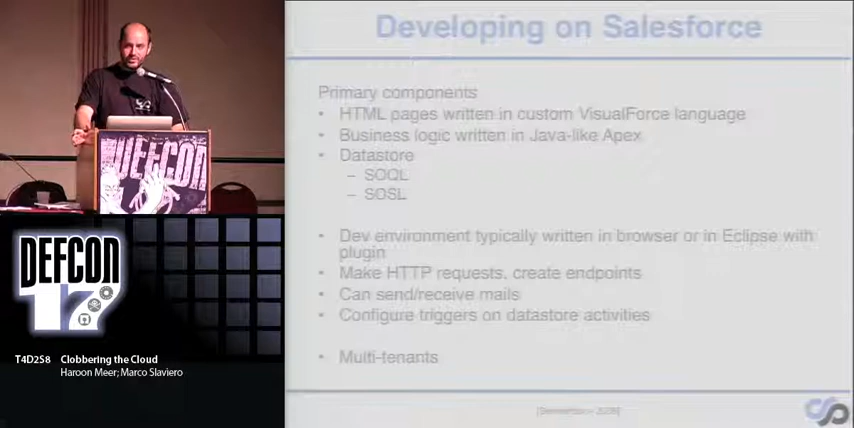 Developing on Salesforce
Primary components
• HTML pages written in custom VisualForce language
• Business logic written in Java-like Apex
• Datastore
– SOQL
– SOSL
• Dev environment typically written in browser or in Eclipse with
plugin
• Make HTTP requests, create endpoints
• Can send/receive mails
• Configure triggers on datastore activities
• Multi-tenants
DEFCON
DEFCON
17
T4D2S8 Clobbering the Cloud
Haroon Meer; Marco Slaviero